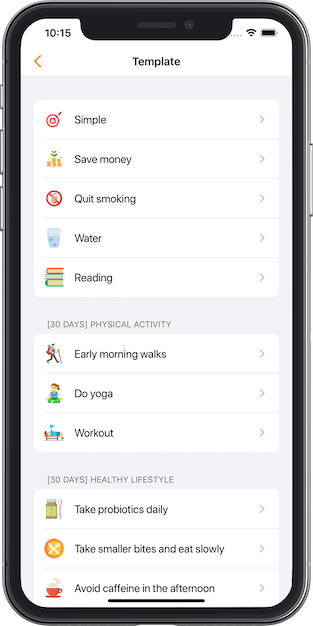 10:15
Template
Simple
Save money
Quit smoking
Water
Reading
[30 DAYS] PHYSICAL ACTIVITY
Early morning walks
Do yoga
Workout
[30 DAYS] HEALTHY LIFESTYLE
Take probiotics daily
Take smaller bites and eat slowly
Avoid caffeine in the afternoon